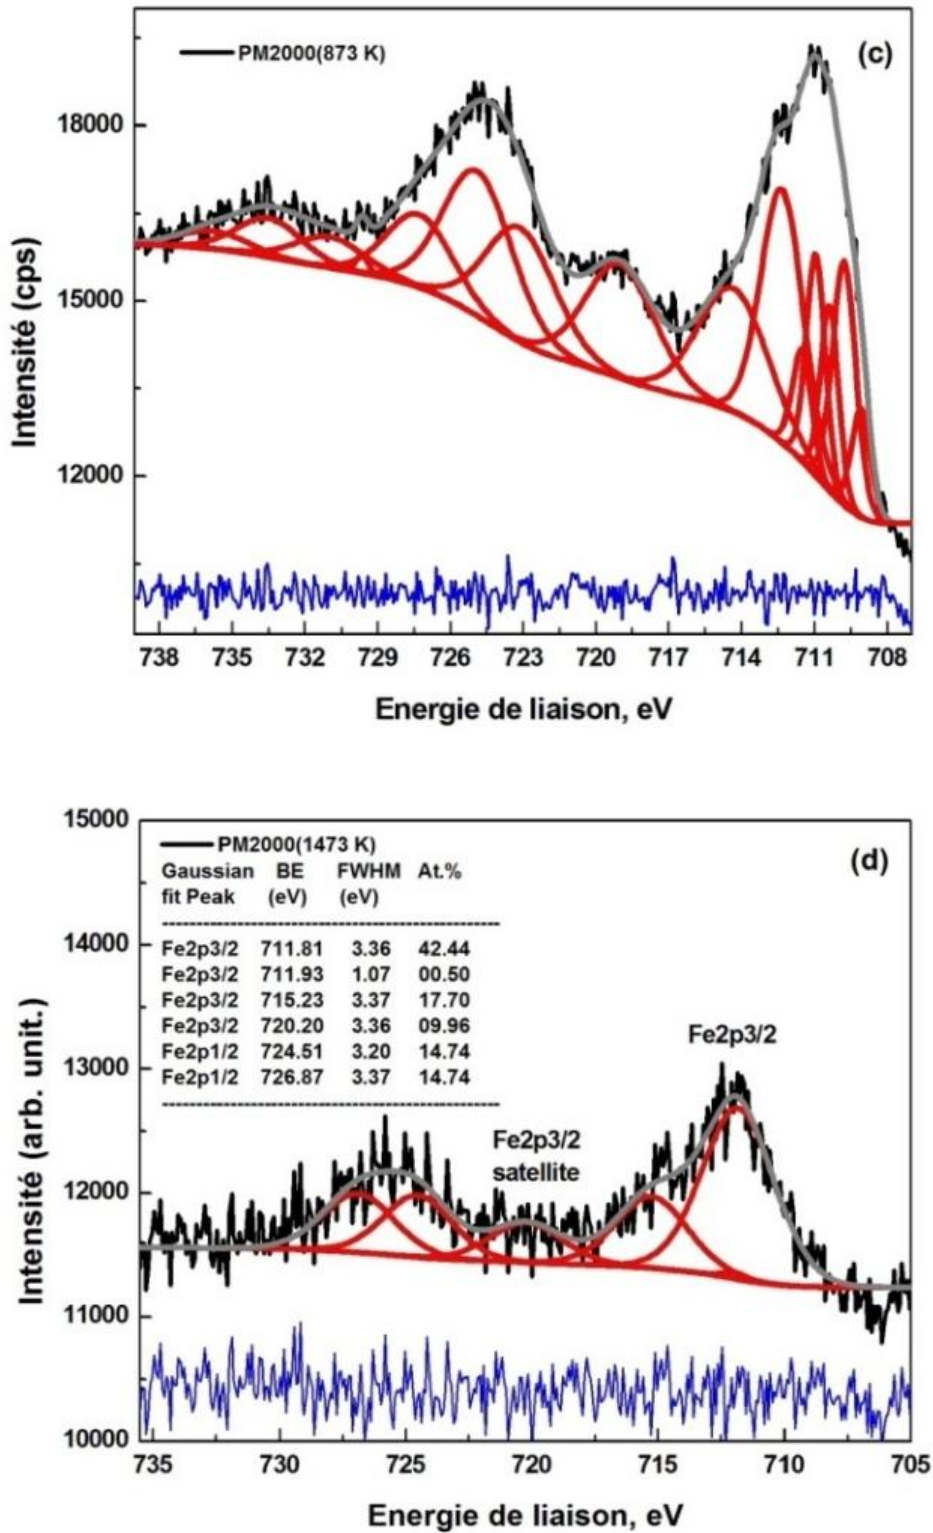 PM2000(873 K)
(c)
18000
15000
12000
Intensité (cps)
738 735 732 729 726 723 720 717 714 711 708
Energie de liaison, eV
15000
14000
13000
12000
11000
10000
Intensité (arb. unit.)
PM2000(1473 K)
(d)
Gaussian BE FWHM At.%
fit Peak (eV) (eV)
Fe2p3/2 711.81 3.36 42.44
Fe2p3/2 711.93 1.07 00.50
Fe2p3/2 715.23 3.37 17.70
Fe2p3/2 720.20 3.36 09.96
Fe2p1/2 724.51 3.20 14.74
Fe2p1/2 726.87 3.37 14.74
Fe2p3/2
Fe2p3/2
satellite
735 730 725 720 715 710 705
Energie de liaison, eV